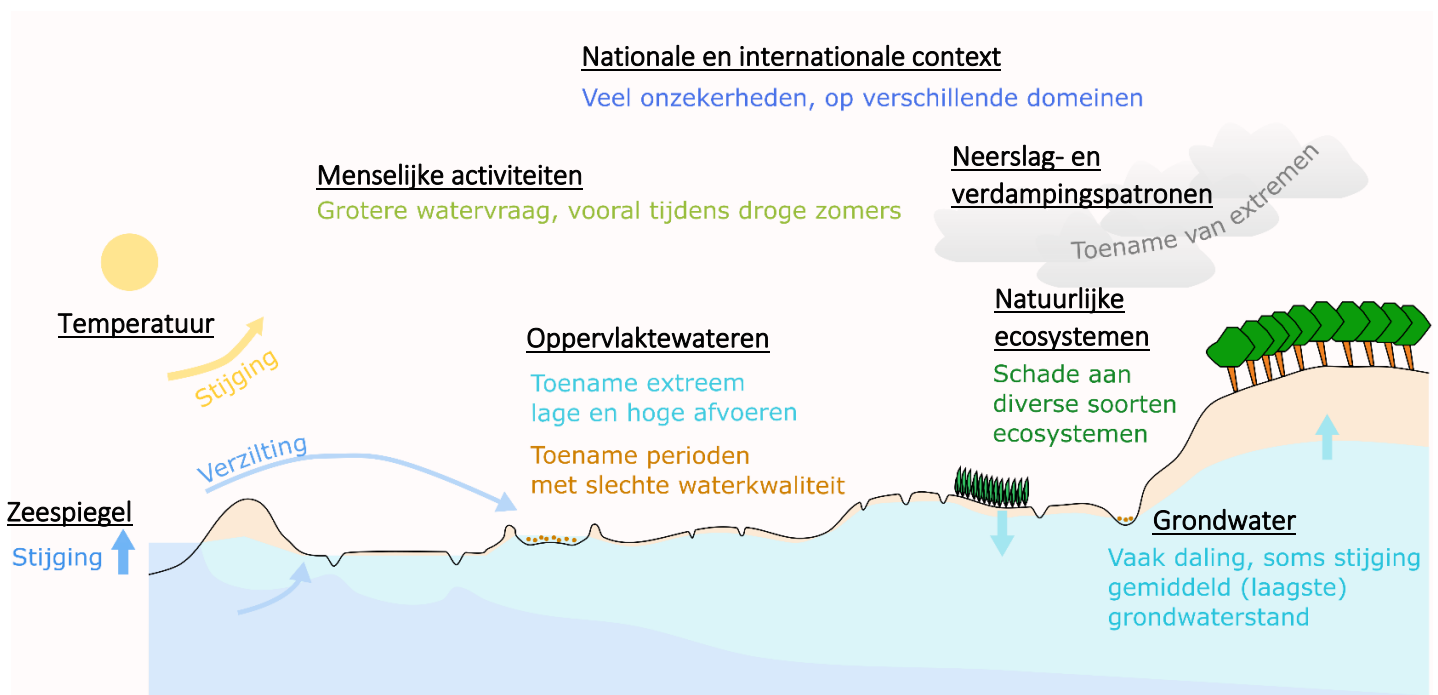 Nationale en internationale context
Veel onzekerheden, op verschillende domeinen
Menselijke activiteiten
Grotere watervraag, vooral tijdens droge zomers
Neerslag- en
verdampingspatronen
Toename van extremen
Temperatuur
Stijging
Oppervlaktewateren
Toename extreem
lage en hoge afvoeren
Toename perioden
met slechte waterkwaliteit
Natuurlijke
ecosystemen
Schade aan
diverse soorten
ecosystemen
Verzilting
Zeespiegel
Stijging
Grondwater
Vaak daling, soms stijging
gemiddeld (laagste)
grondwaterstand